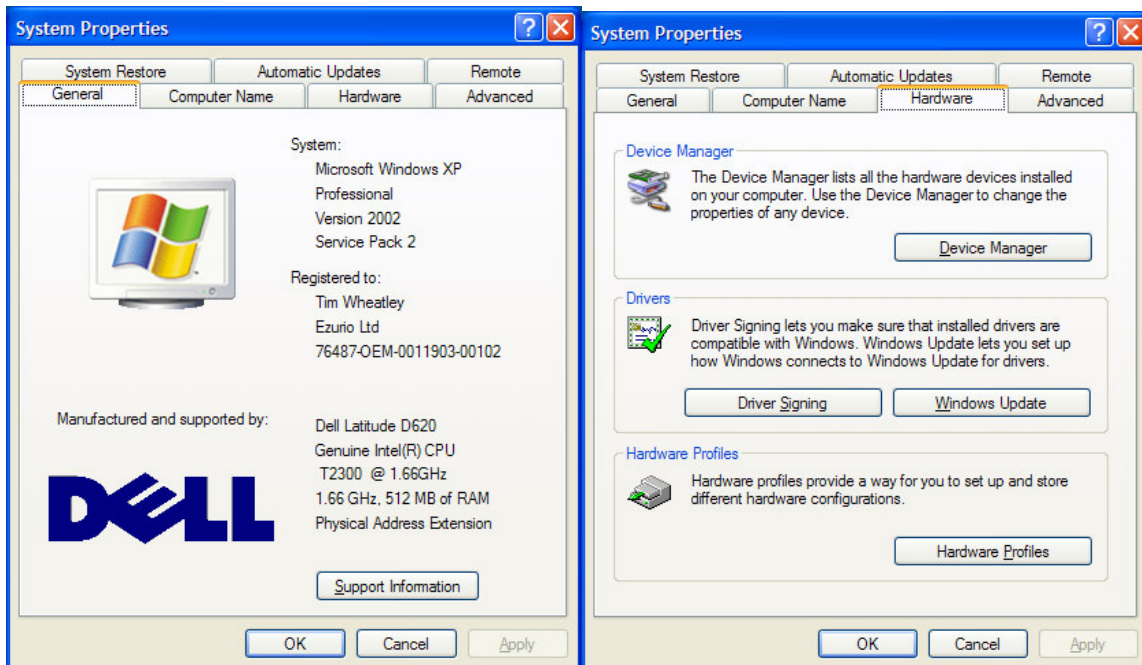 System Properties
System Restore Automatic Updates Remote
General Computer Name Hardware Advanced
System:
Microsoft Windows XP
Professional
Version 2002
Service Pack 2
Registered to:
Tim Wheatley
Ezurio Ltd
76487-OEM-0011903-00102
Manufactured and supported by:
DELL
Dell Latitude D620
Genuine Intel(R) CPU
T2300 @ 1.66GHz
1.66 GHz, 512 MB of RAM
Physical Address Extension
Support Information
OK Cancel Apply
System Properties
System Restore Automatic Updates Remote
General Computer Name Hardware Advanced
Device Manager
The Device Manager lists all the hardware devices installed
on your computer. Use the Device Manager to change the
properties of any device.
Device Manager
Drivers
Driver Signing lets you make sure that installed drivers are
compatible with Windows. Windows Update lets you set up
how Windows connects to Windows Update for drivers.
Driver Signing Windows Update
Hardware Profiles
Hardware profiles provide a way for you to set up and store
different hardware configurations.
Hardware Profiles
OK Cancel Apply